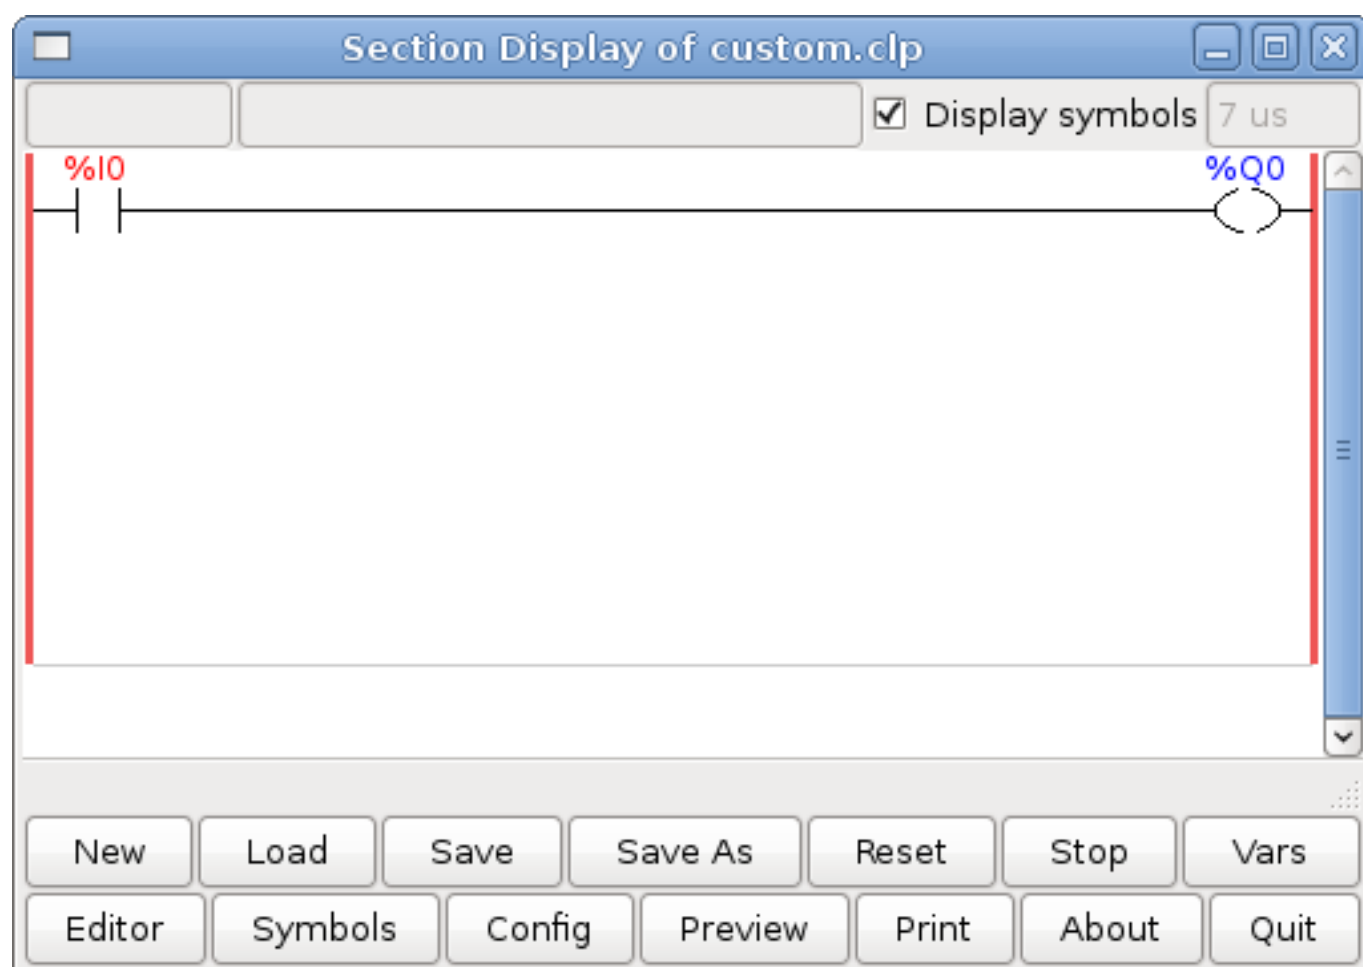 Section Display of custom.clp
Display symbols 7 us
%I0 %Q0
New Load Save Save As Reset Stop Vars
Editor Symbols Config Preview Print About Quit